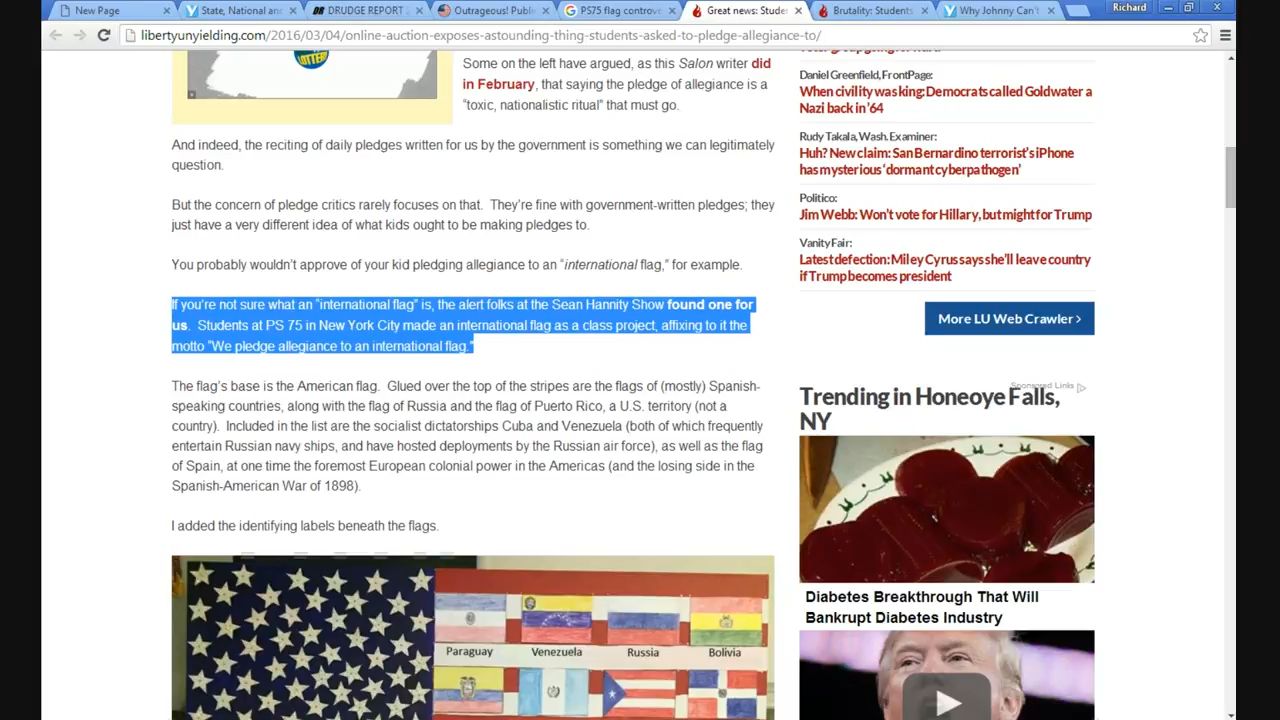 New Page
State, National and
DRUDGE REPORT
Outrageous! Publi
PS75 flag controve
Great news: Stude
Brutality: Students
Why Johnny Can't
Richard
libertyunyielding.com/2016/03/04/online-auction-exposes-astounding-thing-students-asked-to-pledge-allegiance-to/
LOTTERY
Some on the left have argued, as this Salon writer did
in February, that saying the pledge of allegiance is a
"toxic, nationalistic ritual" that must go.
And indeed, the reciting of daily pledges written for us by the government is something we can legitimately
question.
But the concern of pledge critics rarely focuses on that. They're fine with government-written pledges; they
just have a very different idea of what kids ought to be making pledges to.
You probably wouldn't approve of your kid pledging allegiance to an "international flag," for example.
If you're not sure what an "international flag" is, the alert folks at the Sean Hannity Show found one for
us. Students at PS 75 in New York City made an international flag as a class project, affixing to it the
motto "We pledge allegiance to an international flag."
The flag's base is the American flag. Glued over the top of the stripes are the flags of (mostly) Spanish-
speaking countries, along with the flag of Russia and the flag of Puerto Rico, a U.S. territory (not a
country). Included in the list are the socialist dictatorships Cuba and Venezuela (both of which frequently
entertain Russian navy ships, and have hosted deployments by the Russian air force), as well as the flag
of Spain, at one time the foremost European colonial power in the Americas (and the losing side in the
Spanish-American War of 1898).
I added the identifying labels beneath the flags.
Paraguay Venezuela Russia Bolivia
Daniel Greenfield, FrontPage:
When civility was king: Democrats called Goldwater a
Nazi back in '64
Rudy Takala, Wash. Examiner:
Huh? New claim: San Bernardino terrorist's iPhone
has mysterious 'dormant cyberpathogen'
Politico:
Jim Webb: Won't vote for Hillary, but might for Trump
Vanity Fair:
Latest defection: Miley Cyrus says she'll leave country
if Trump becomes president
More LU Web Crawler >
Sponsored Links
Trending in Honeoye Falls,
NY
Diabetes Breakthrough That Will
Bankrupt Diabetes Industry